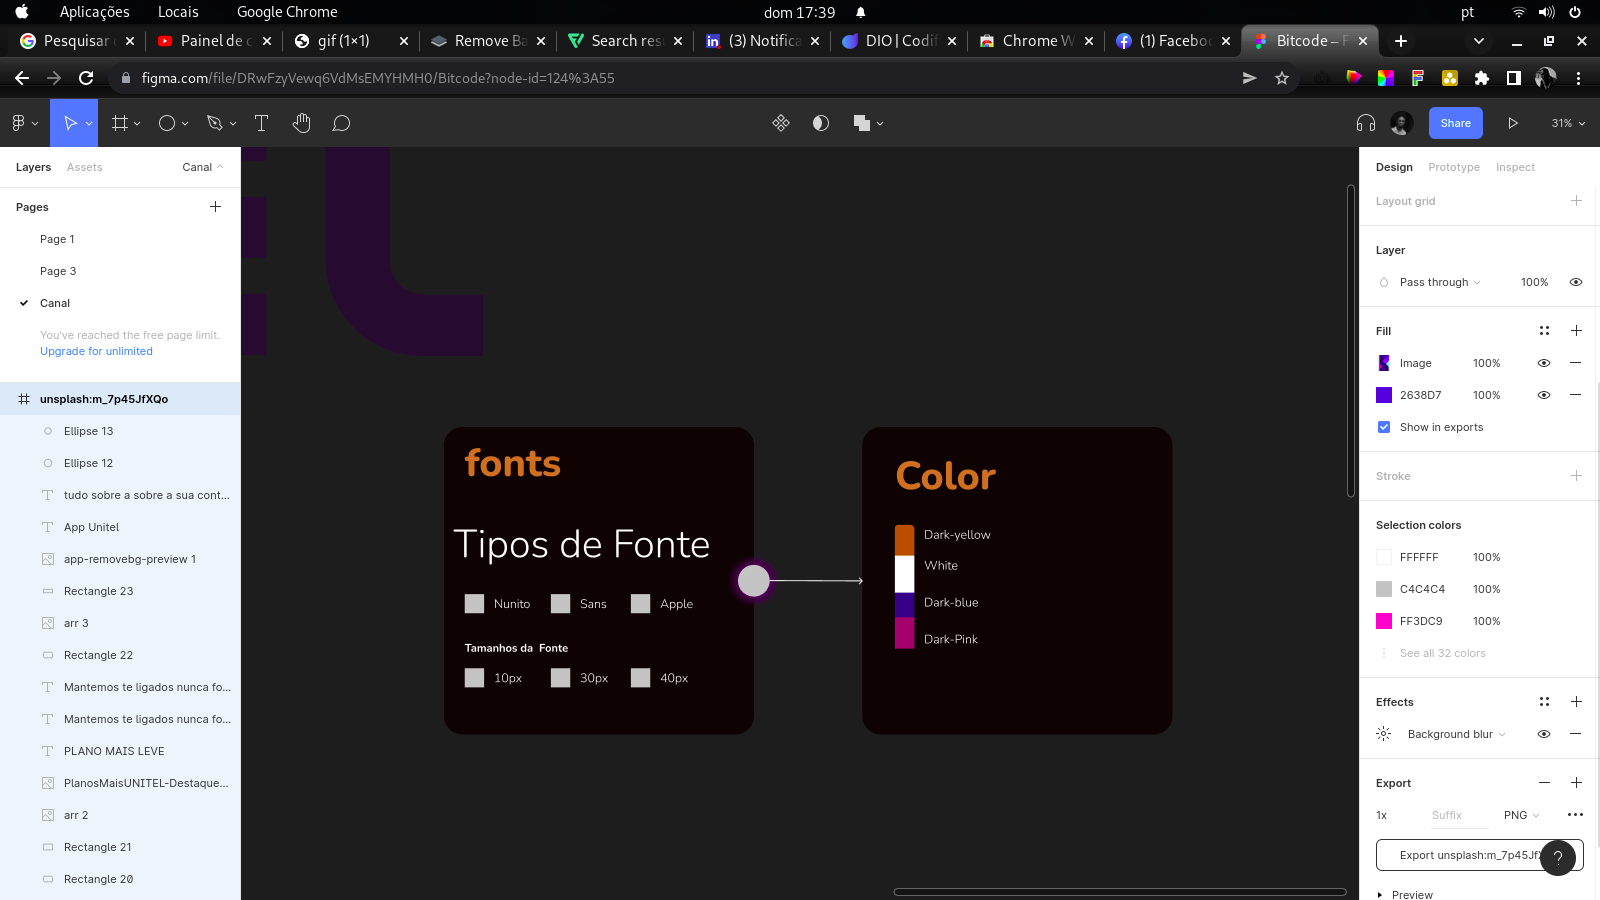 Aplicações Locais Google Chrome dom 17:39 pt
Pesquisar Painel de gif (1×1) Remove Search (3) Notifica DIO | Codif Chrome W (1) Bitcode –
figma.com/file/DRwFzyVewq6VdMsEMYHMH0/Bitcode?node-id=124%3A55
Share 31%
Layers Assets Canal
Pages
Page 1
Page 3
Canal
You've reached the free page limit.
Upgrade for unlimited
unsplash:m_7p45JfXQo
Ellipse 13
Ellipse 12
tudo sobre a sobre a sua cont...
App Unitel
app-removebg-preview 1
Rectangle 23
arr 3
Rectangle 22
Mantemos te ligados nunca fo...
Mantemos te ligados nunca fo...
PLANO MAIS LEVE
PlanosMaisUNITEL-Destaque...
arr 2
Rectangle 21
Rectangle 20
fonts
Tipos de Fonte
Nunito Sans Apple
Tamanhos da Fonte
10px 30px 40px
Color
Dark-yellow
White
Dark-blue
Dark-Pink
Design Prototype Inspect
Layout grid
Layer
Pass through 100%
Fill
Image 100%
2638D7 100%
Show in exports
Stroke
Selection colors
FFFFFF 100%
C4C4C4 100%
FF3DC9 100%
See all 32 colors
Effects
Background blur
Export
1x Suffix PNG
Export unsplash:m_7p45Jf
?
Preview